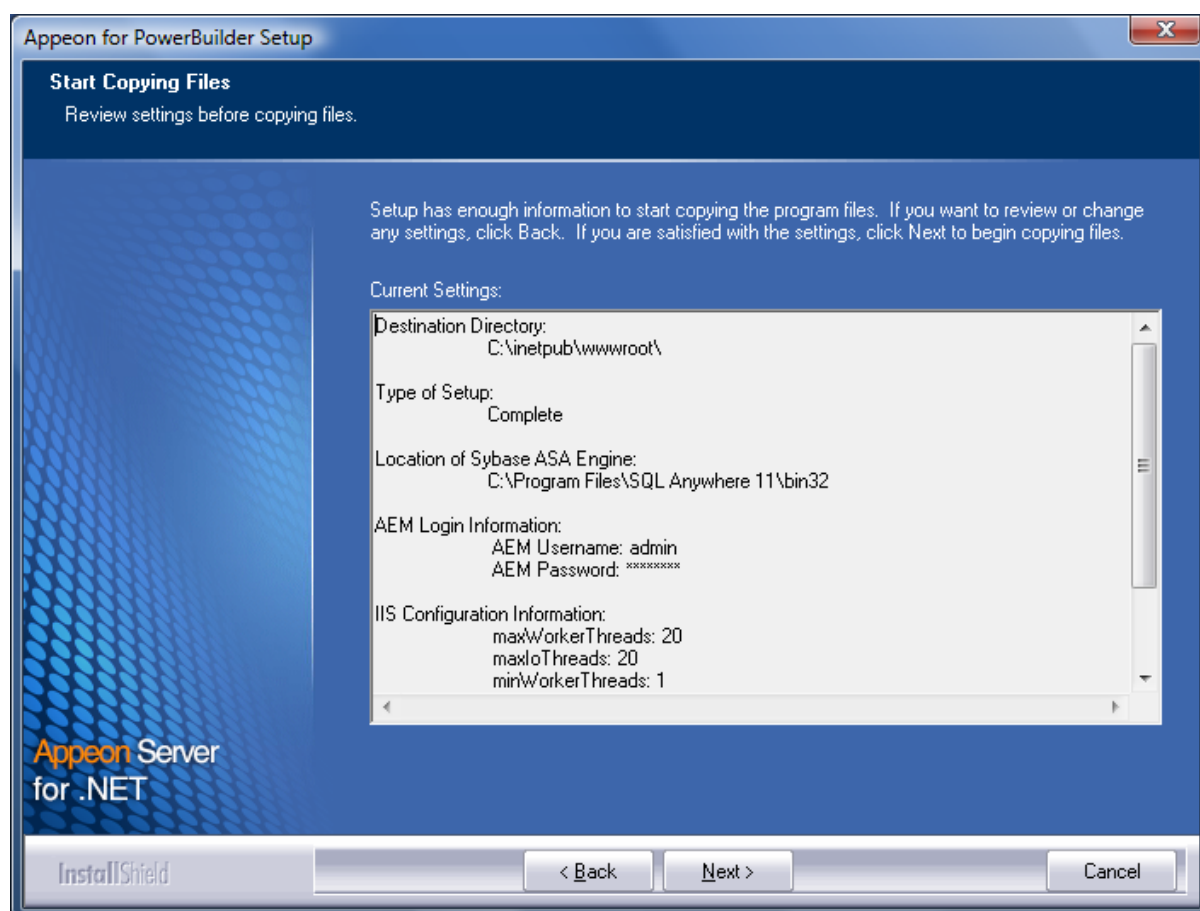 Appeon for PowerBuilder Setup
Start Copying Files
Review settings before copying files.
Setup has enough information to start copying the program files. If you want to review or change
any settings, click Back. If you are satisfied with the settings, click Next to begin copying files.
Current Settings:
Destination Directory:
C:\inetpub\wwwroot\
Type of Setup:
Complete
Location of Sybase ASA Engine:
C:\Program Files\SQL Anywhere 11\bin32
AEM Login Information:
AEM Username: admin
AEM Password: ********
IIS Configuration Information:
maxWorkerThreads: 20
maxIoThreads: 20
minWorkerThreads: 1
Appeon Server
for .NET
InstallShield
< Back
Next >
Cancel